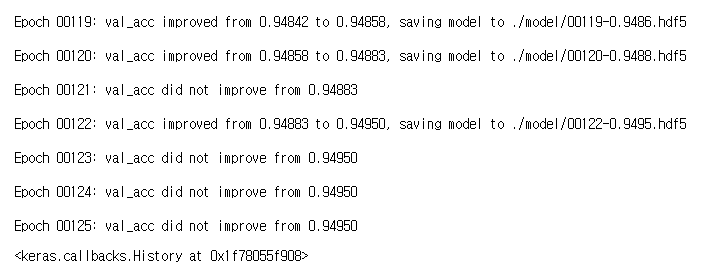 Epoch 00119: val_acc improved from 0.94842 to 0.94858, saving model to ./model/00119-0.9486.hdf5
Epoch 00120: val_acc improved from 0.94858 to 0.94883, saving model to ./model/00120-0.9488.hdf5
Epoch 00121: val_acc did not improve from 0.94883
Epoch 00122: val_acc improved from 0.94883 to 0.94950, saving model to ./model/00122-0.9495.hdf5
Epoch 00123: val_acc did not improve from 0.94950
Epoch 00124: val_acc did not improve from 0.94950
Epoch 00125: val_acc did not improve from 0.94950
<keras.callbacks.History at 0x1f78055f908>